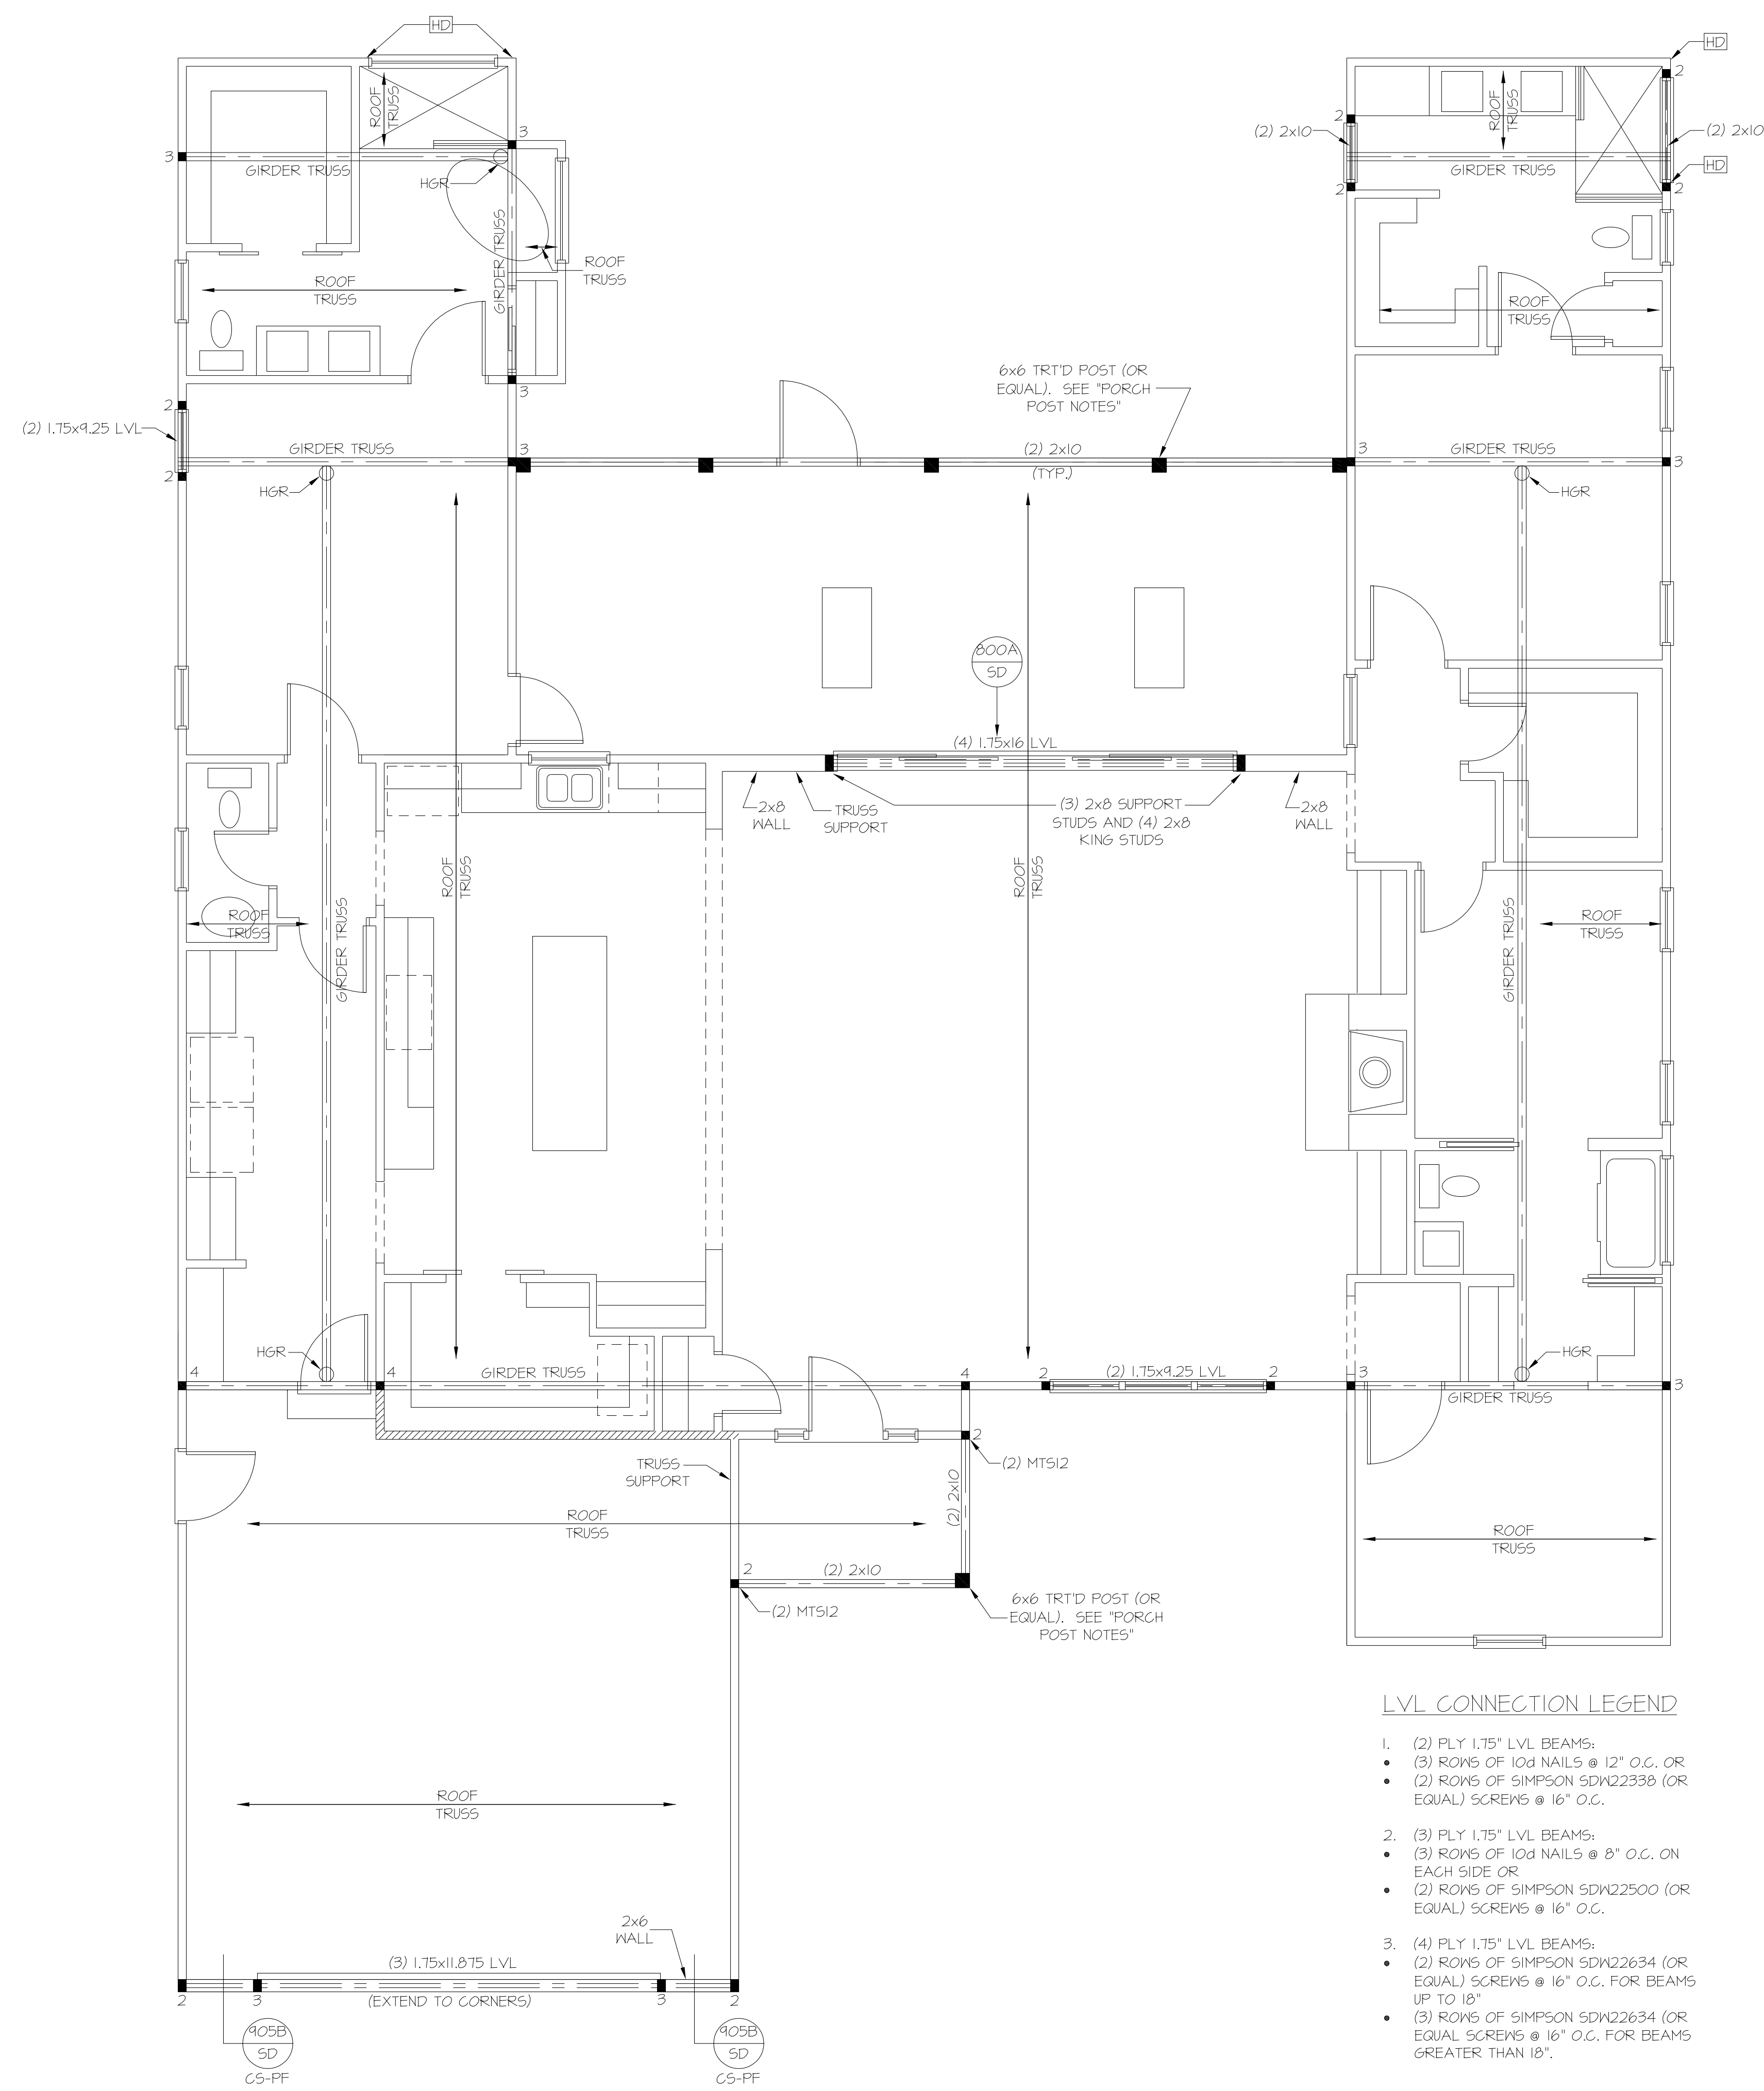 HD
HD
ROOF
TRUSS
ROOF
TRUSS
2
2
(2) 2x10
(2) 2x10
3
3
GIRDER TRUSS
HGR
GIRDER TRUSS
HD
2
2
GIRDER TRUSS
ROOF
TRUSS
ROOF
TRUSS
ROOF
TRUSS
6x6 TRT'D POST (OR
EQUAL). SEE "PORCH
POST NOTES"
3
2
(2) 1.75x9.25 LVL
2
GIRDER TRUSS
3
(2) 2x10
(TYP.)
3
GIRDER TRUSS
3
HGR
HGR
800A
SD
(4) 1.75x16 LVL
2x8
WALL
TRUSS
SUPPORT
(3) 2x8 SUPPORT
STUDS AND (4) 2x8
KING STUDS
2x8
WALL
ROOF
TRUSS
ROOF
TRUSS
ROOF
TRUSS
GIRDER TRUSS
GIRDER TRUSS
ROOF
TRUSS
HGR
HGR
4
4
GIRDER TRUSS
4
2
(2) 1.75x9.25 LVL
2
3
3
GIRDER TRUSS
2
(2) MTS12
TRUSS
SUPPORT
(2) 2x10
ROOF
TRUSS
ROOF
TRUSS
2
(2) 2x10
(2) MTS12
6x6 TRT'D POST (OR
EQUAL). SEE "PORCH
POST NOTES"
ROOF
TRUSS
2x6
WALL
(3) 1.75x11.875 LVL
(EXTEND TO CORNERS)
2
3
3
2
905B
SD
CS-PF
905B
SD
CS-PF
LVL CONNECTION LEGEND
1. (2) PLY 1.75" LVL BEAMS:
• (3) ROWS OF 10d NAILS @ 12" O.C. OR
• (2) ROWS OF SIMPSON SDW22338 (OR
EQUAL) SCREWS @ 16" O.C.
2. (3) PLY 1.75" LVL BEAMS:
• (3) ROWS OF 10d NAILS @ 8" O.C. ON
EACH SIDE OR
• (2) ROWS OF SIMPSON SDW22500 (OR
EQUAL) SCREWS @ 16" O.C.
3. (4) PLY 1.75" LVL BEAMS:
• (2) ROWS OF SIMPSON SDW22634 (OR
EQUAL) SCREWS @ 16" O.C. FOR BEAMS
UP TO 18"
• (3) ROWS OF SIMPSON SDW22634 (OR
EQUAL SCREWS @ 16" O.C. FOR BEAMS
GREATER THAN 18".